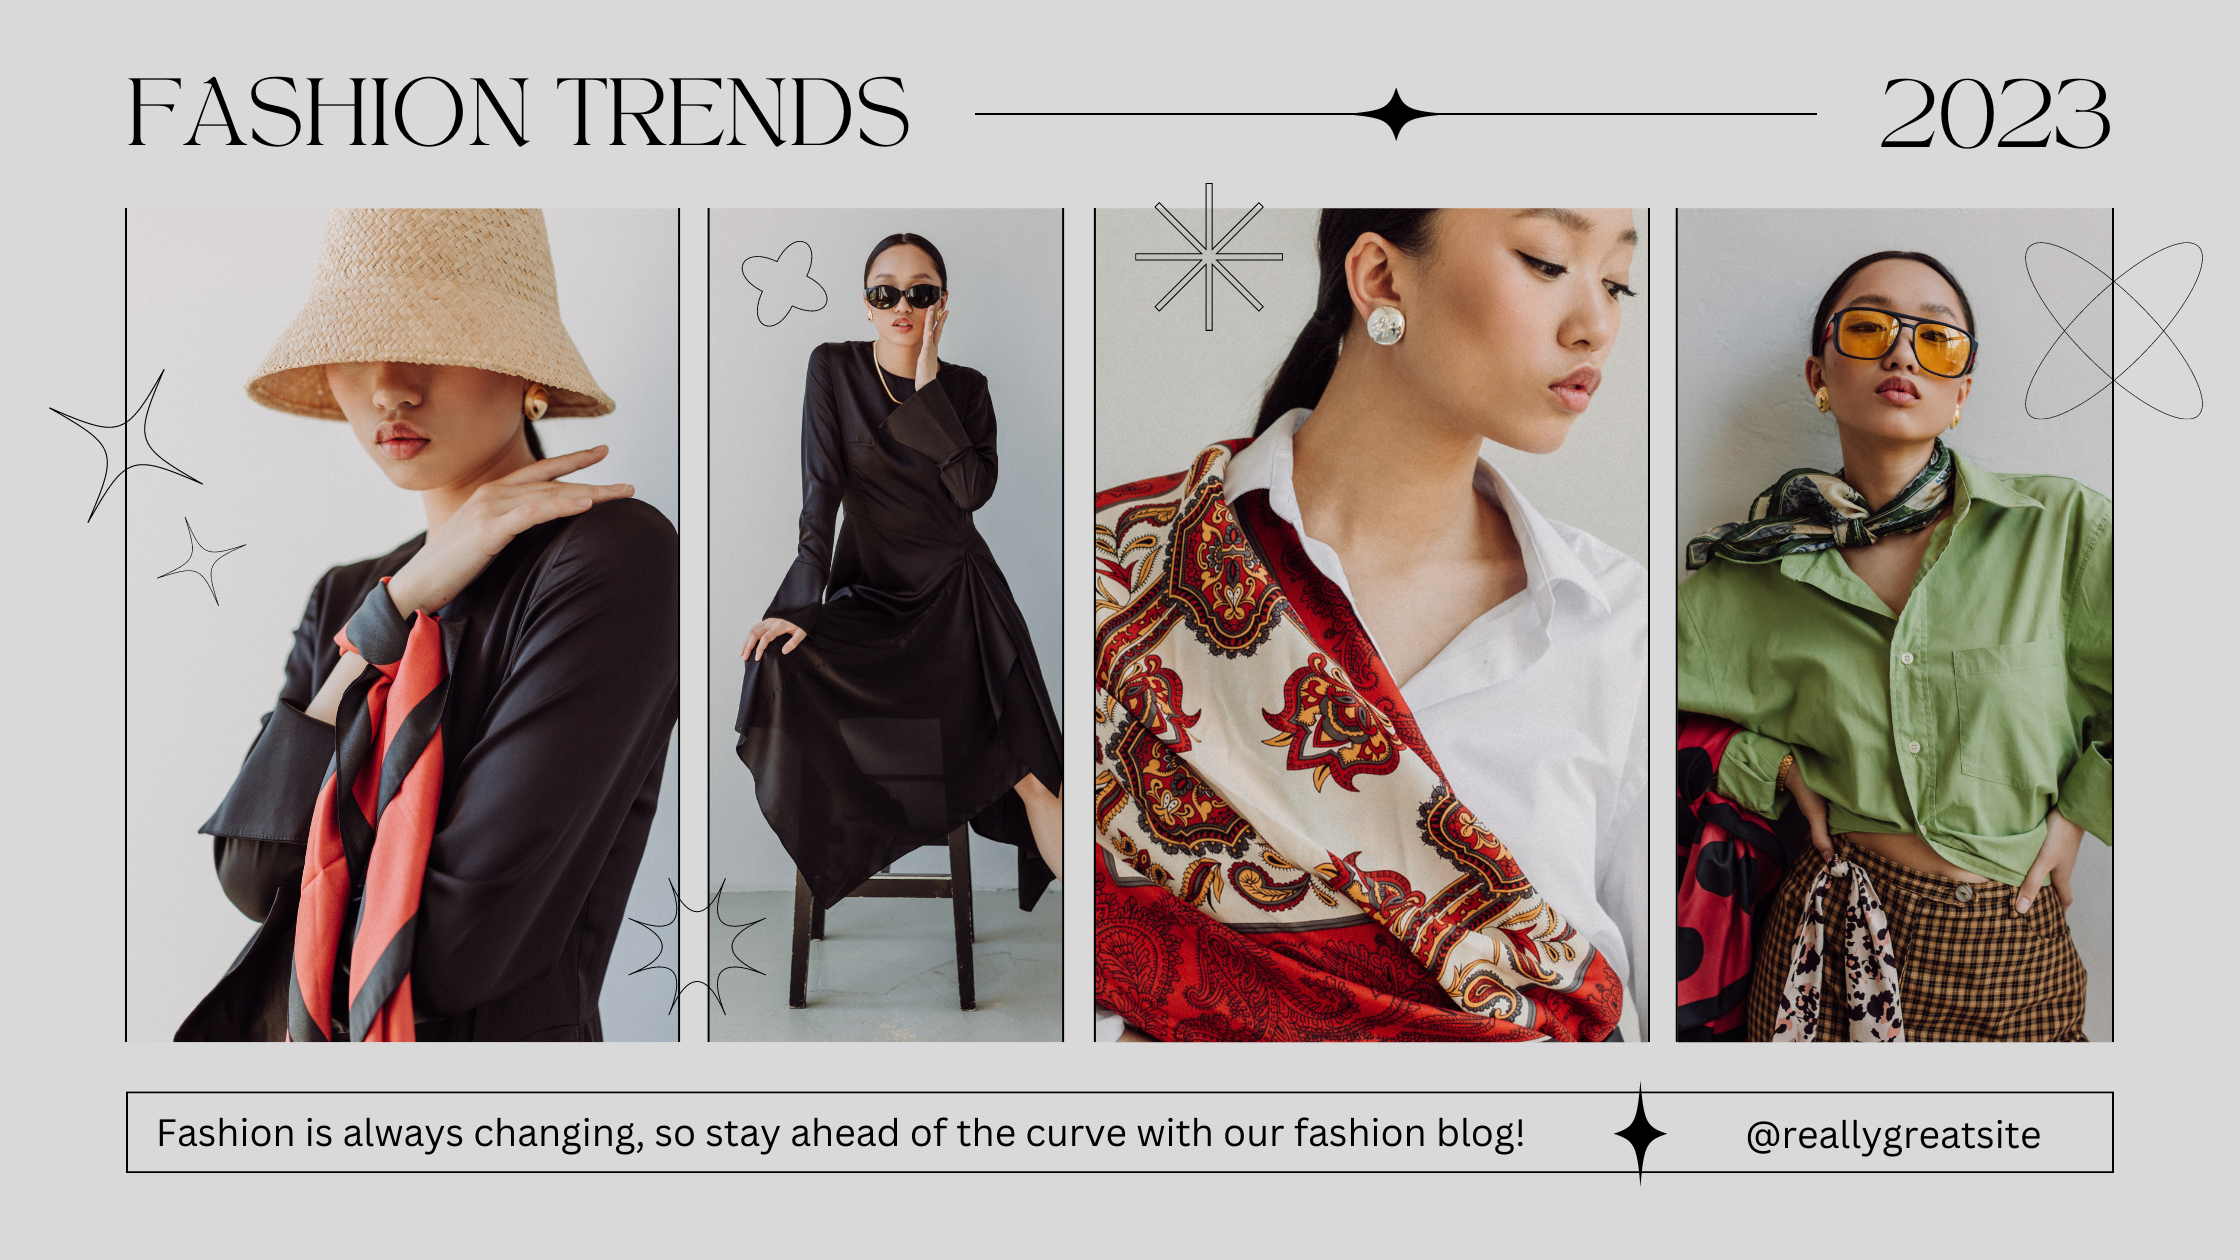 FASHION TRENDS
2023
Fashion is always changing, so stay ahead of the curve with our fashion blog!
@reallygreatsite